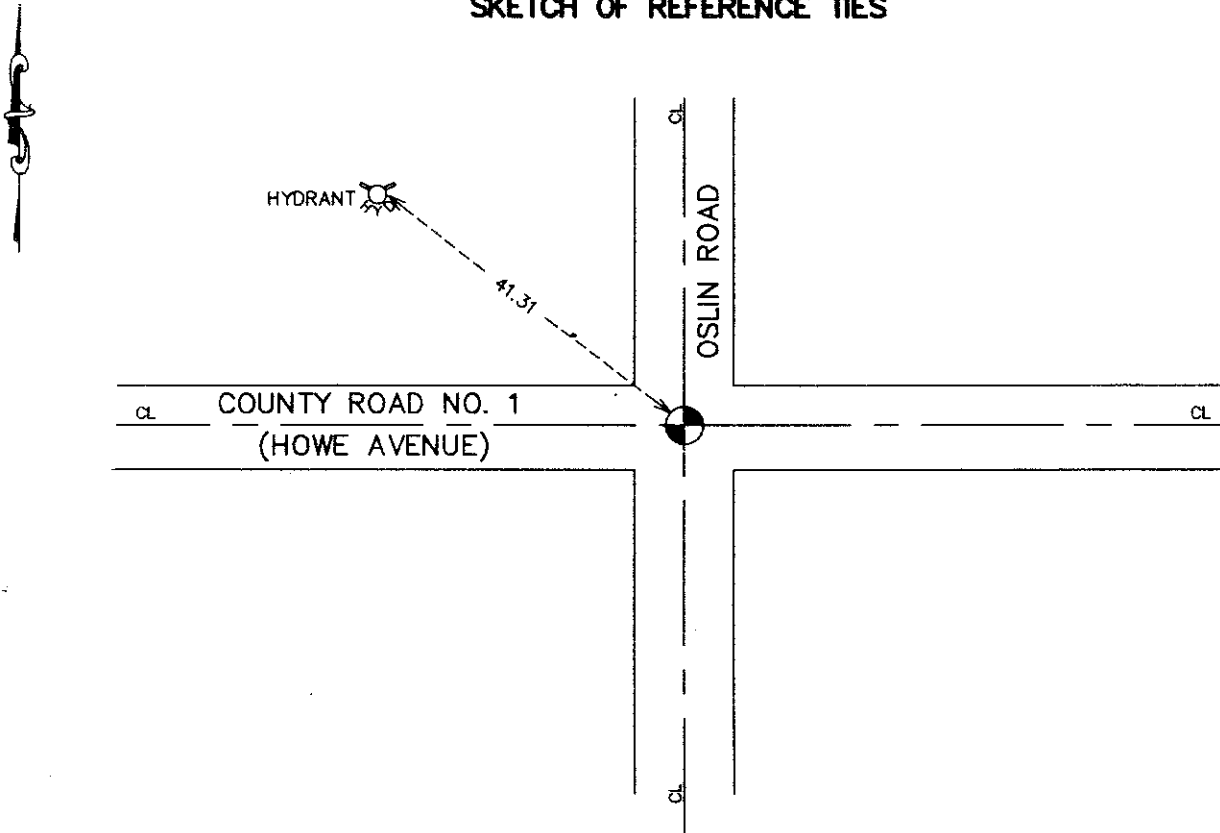 SKETCH OF REFERENCE TIES
CL
HYDRANT
OSLIN ROAD
41.31
CL
COUNTY ROAD NO. 1
CL
(HOWE AVENUE)
CL